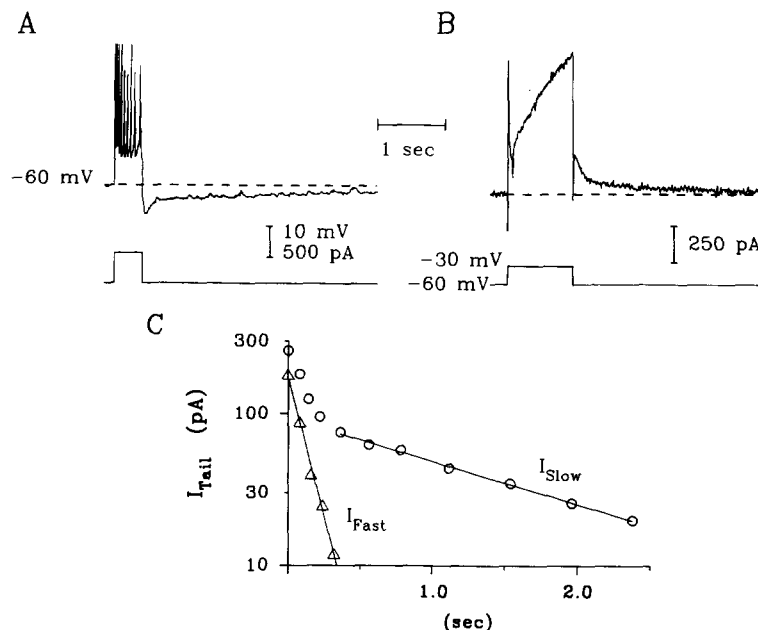 A
B
1 sec
-60 mV
10 mV
500 pA
250 pA
-30 mV
-60 mV
C
300
100
30
10
I_Tail (pA)
I_Slow
I_Fast
1.0
2.0
(sec)